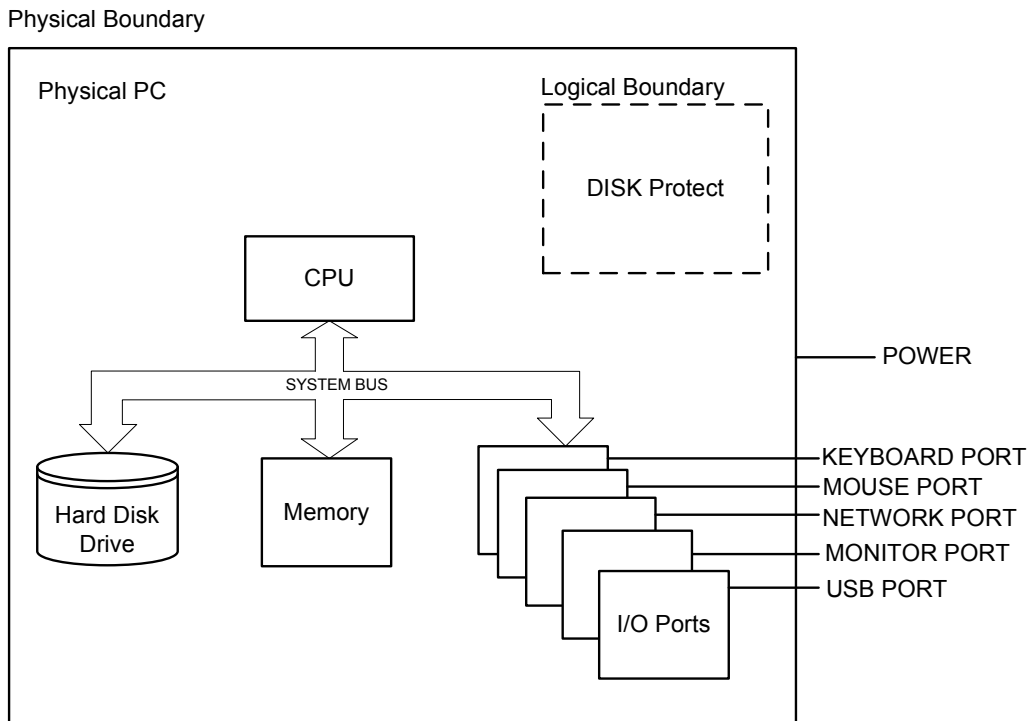 Physical Boundary
Physical PC
Logical Boundary
DISK Protect
CPU
POWER
SYSTEM BUS
KEYBOARD PORT
MOUSE PORT
NETWORK PORT
MONITOR PORT
USB PORT
Hard Disk
Drive
Memory
I/O Ports